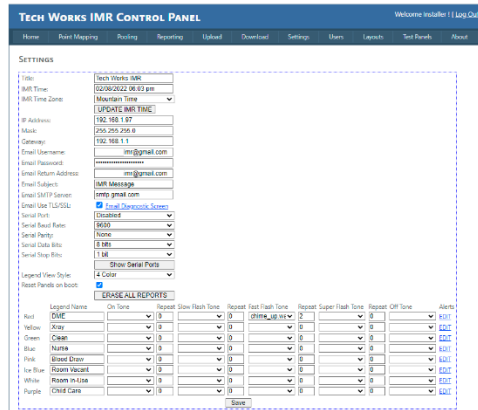 TECH WORKS IMR CONTROL PANEL
Welcome Installer ! | Log Out
Home Point Mapping Pooling Reporting Upload Download Settings Users Layouts Test Panels About
SETTINGS
Title: Tech Works IMR
IMR Time: 02/08/2022 06:03 pm
IMR Time Zone: Mountain Time
UPDATE IMR TIME
IP Address: 192.168.1.97
Mask: 255.255.255.0
Gateway: 192.168.1.1
Email Username: imr@gmail.com
Email Password: ••••••••••••••••••••
Email Return Address imr@gmail.com
Email Subject: IMR Message
Email SMTP Server: smtp.gmail.com
Email Use TLS/SSL: Email Diagnostic Screen
Serial Port: Disabled
Serial Baud Rate: 9600
Serial Parity: None
Serial Data Bits: 8 bits
Serial Stop Bits: 1 bit
Show Serial Ports
Legend View Style: 4 Color
Reset Panels on boot:
ERASE ALL REPORTS
Legend Name On Tone Repeat Slow Flash Tone Repeat Fast Flash Tone Repeat Super Flash Tone Repeat Off Tone Alerts
Red DME 0 0 chime_up.wa 2 0 EDIT
Yellow Xray 0 0 0 0 EDIT
Green Clean 0 0 0 0 EDIT
Blue Nurse 0 0 0 0 EDIT
Pink Blood Draw 0 0 0 0 EDIT
Ice Blue Room Vacant 0 0 0 0 EDIT
White Room In-Use 0 0 0 0 EDIT
Purple Child Care 0 0 0 0 EDIT
Save